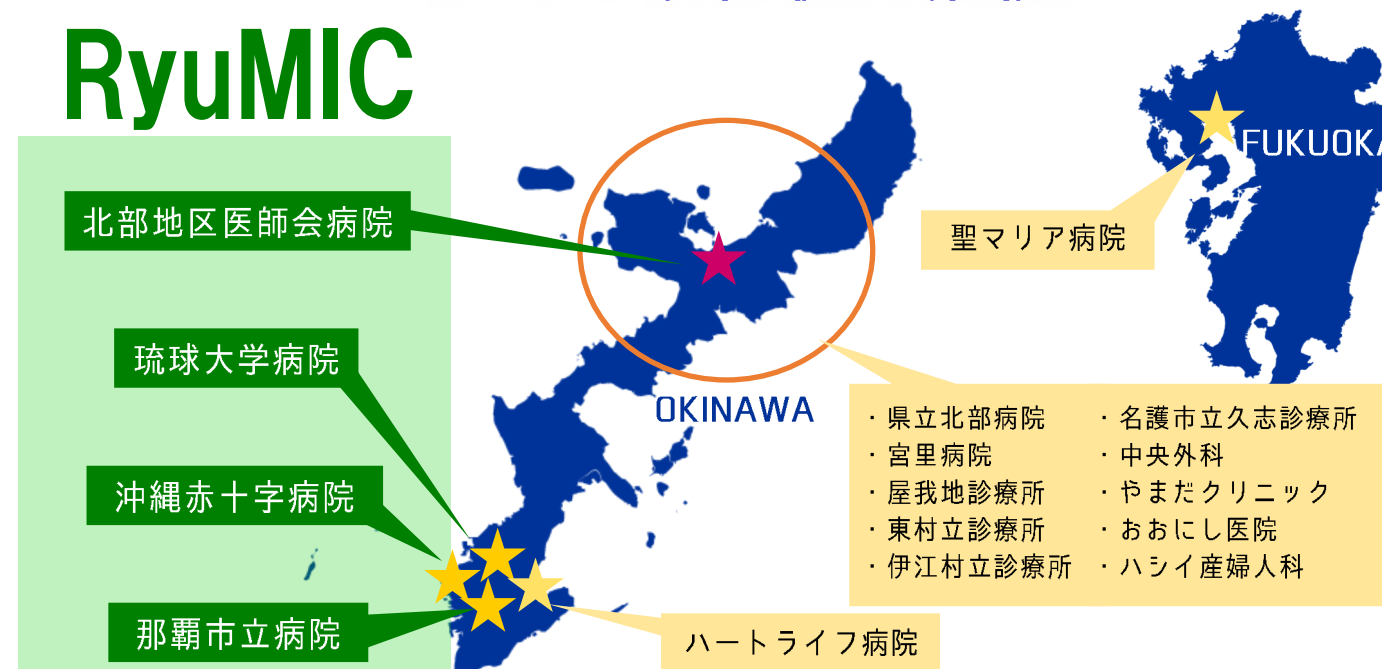 RyuMIC
北部地区医師会病院
琉球大学病院
沖縄赤十字病院
那覇市立病院
OKINAWA
FUKUOKA
聖マリア病院
・県立北部病院
・宮里病院
・屋我地診療所
・東村立診療所
・伊江村立診療所
・名護市立久志診療所
・中央外科
・やまだクリニック
・おおにし医院
・ハシイ産婦人科
ハートライフ病院